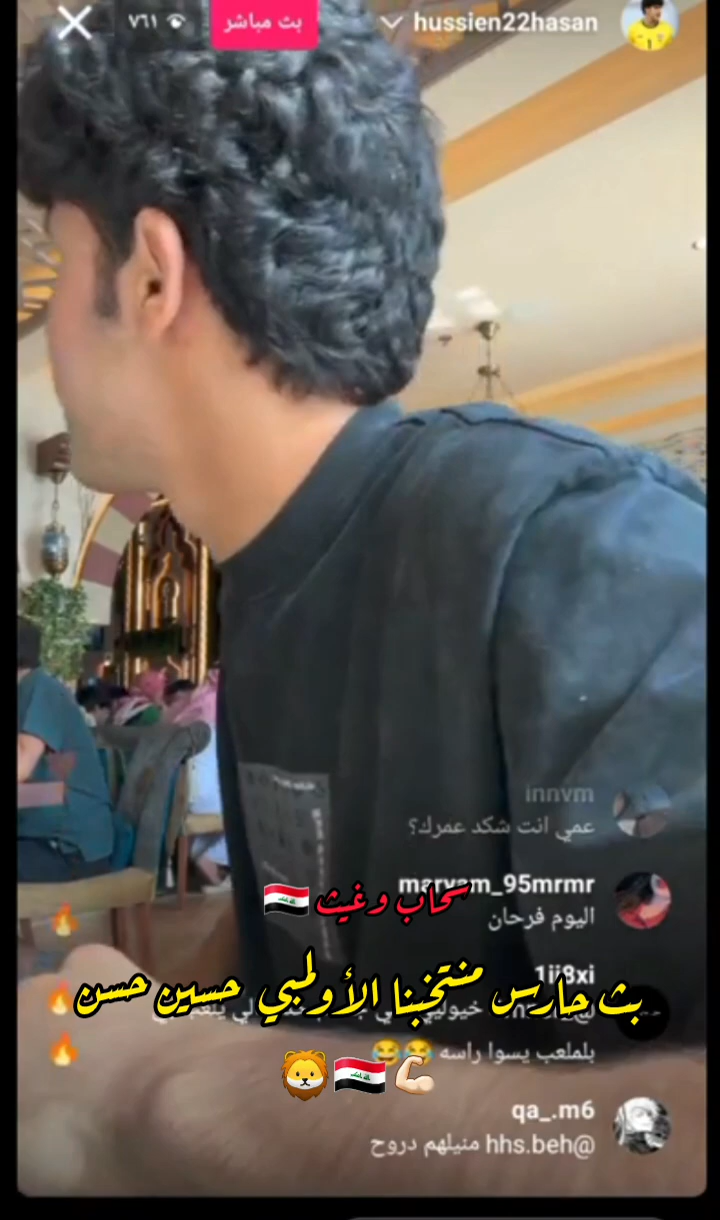 hussien22hasan
بث مباشر
٧٦١
innvm
عمي انت شكد عمرك؟
maryam_95mrmr
اليوم فرحان
سحاب وغيث 🇮🇶
1ii8xi
بث حارس منتخبنا الأولمبي حسين حسن
بلملعب يسوا راسه 😂😂
🦁🇮🇶💪🏻
qa_.m6
@hhs.beh منيلهم دروح